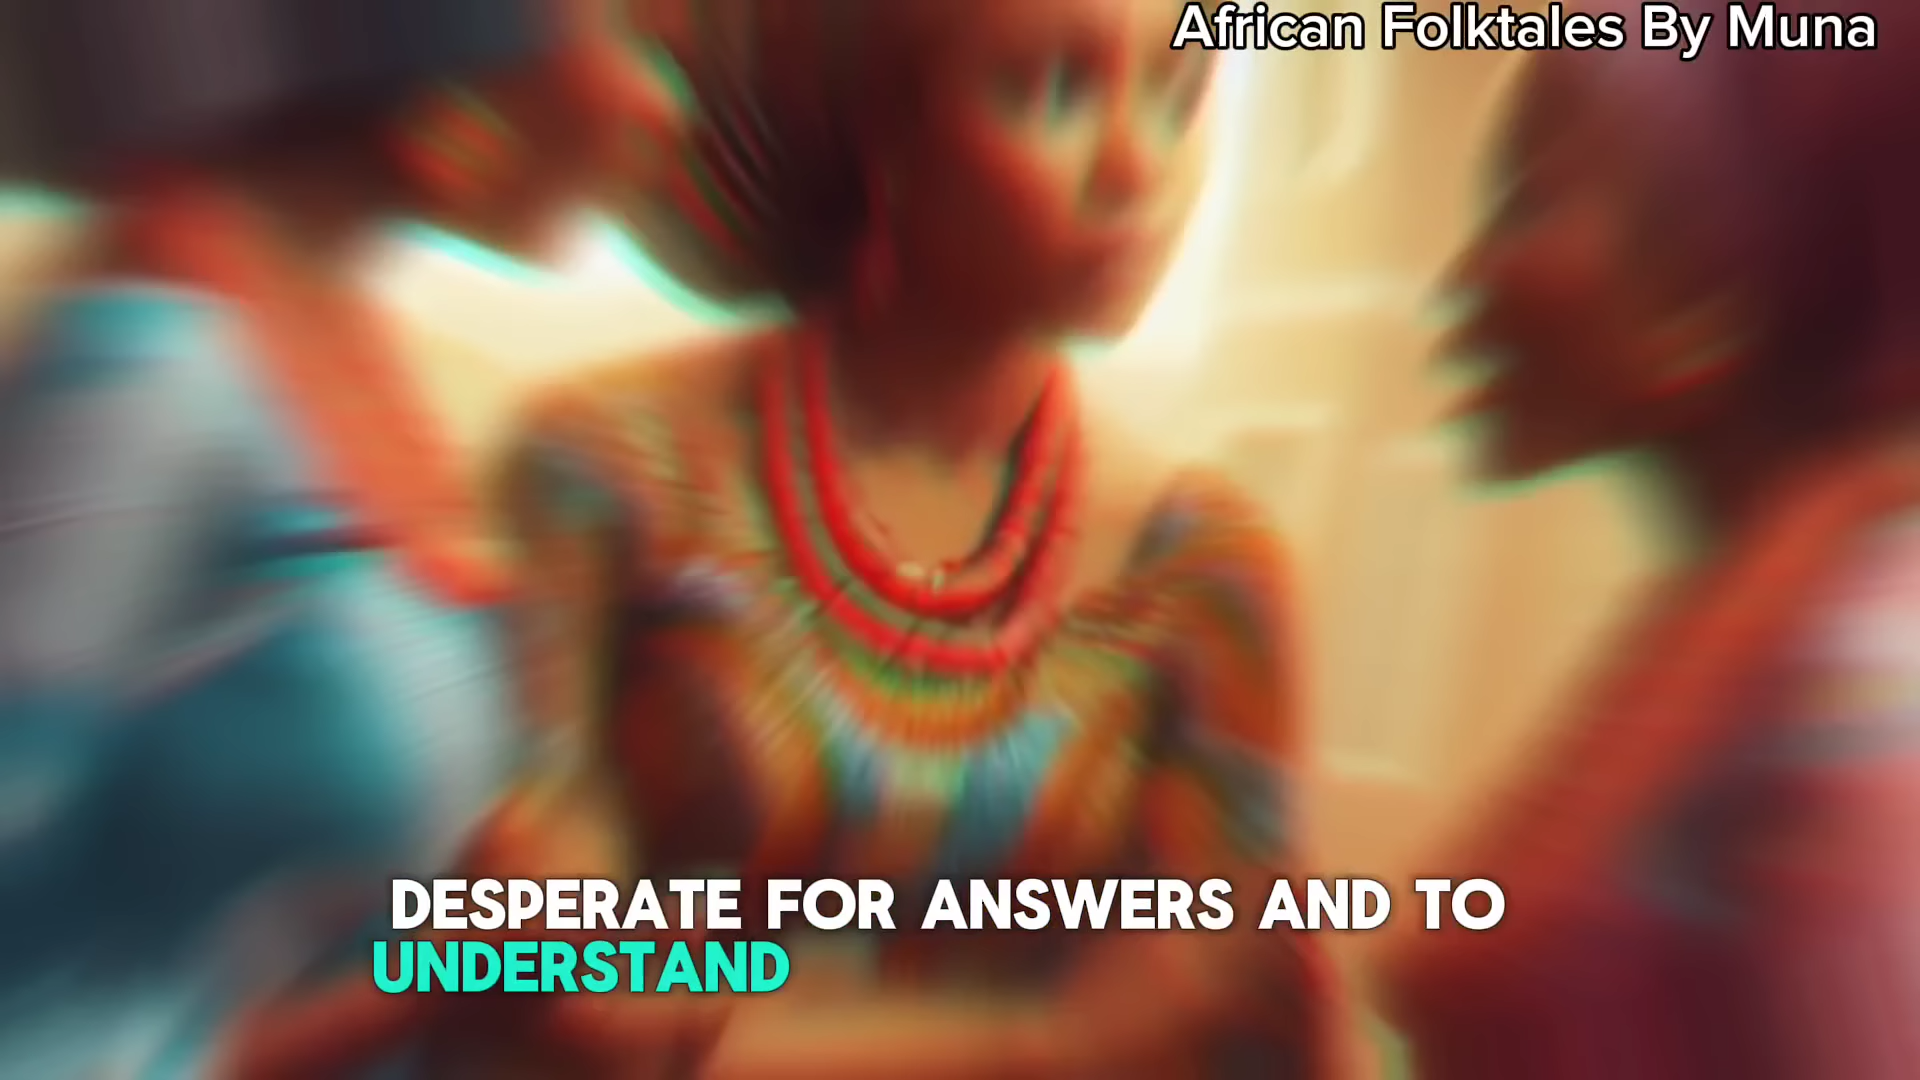 African Folktales By Muna
DESPERATE FOR ANSWERS AND TO
UNDERSTAND